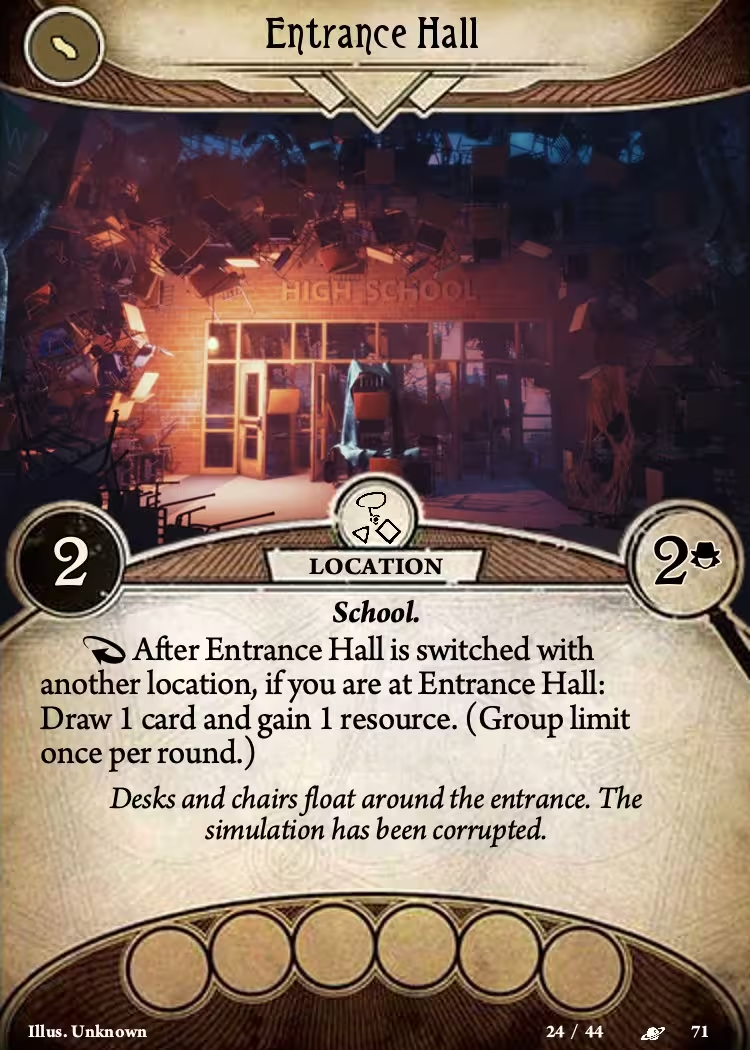 Entrance Hall
HIGH SCHOOL
2
LOCATION
2
School.
After Entrance Hall is switched with
another location, if you are at Entrance Hall:
Draw 1 card and gain 1 resource. (Group limit
once per round.)
Desks and chairs float around the entrance. The
simulation has been corrupted.
Illus. Unknown
24 / 44
71